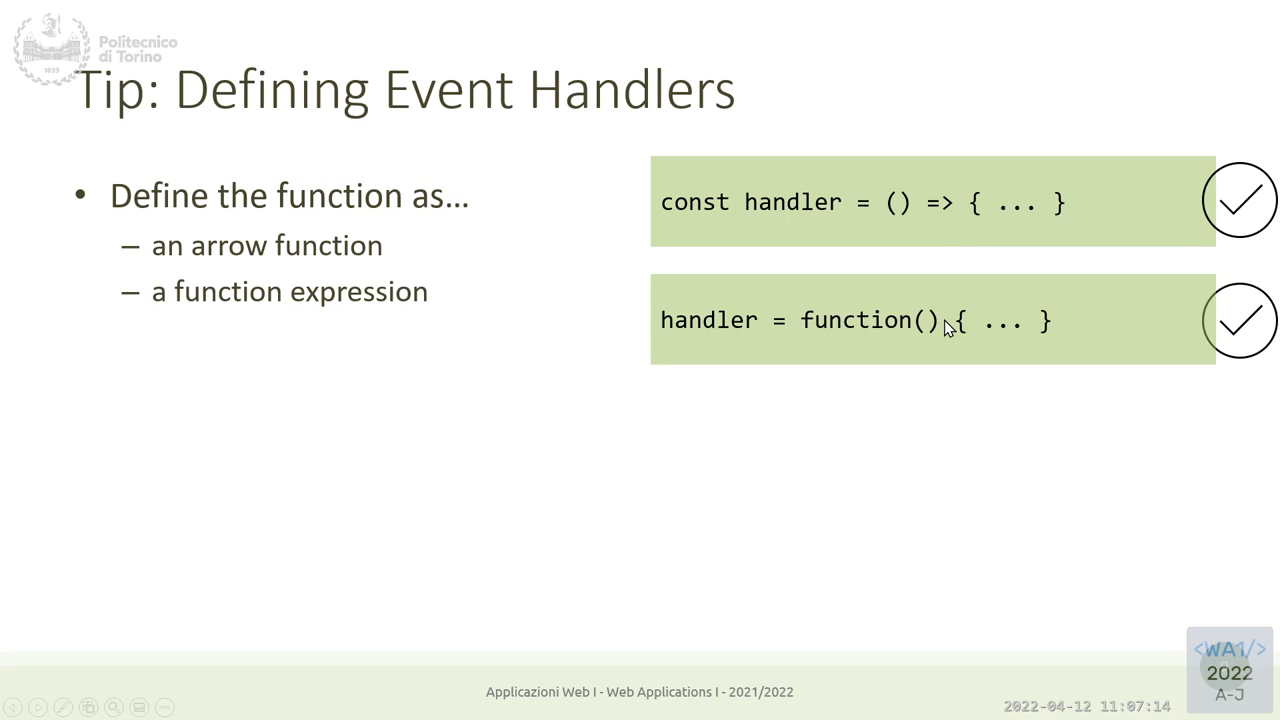 Politecnico
di Torino
1859
Tip: Defining Event Handlers
• Define the function as…
– an arrow function
– a function expression
const handler = () => { ... }
handler = function() { ... }
<WA1/>
2022
A-J
Applicazioni Web I - Web Applications I - 2021/2022
2022-04-12 11:07:14